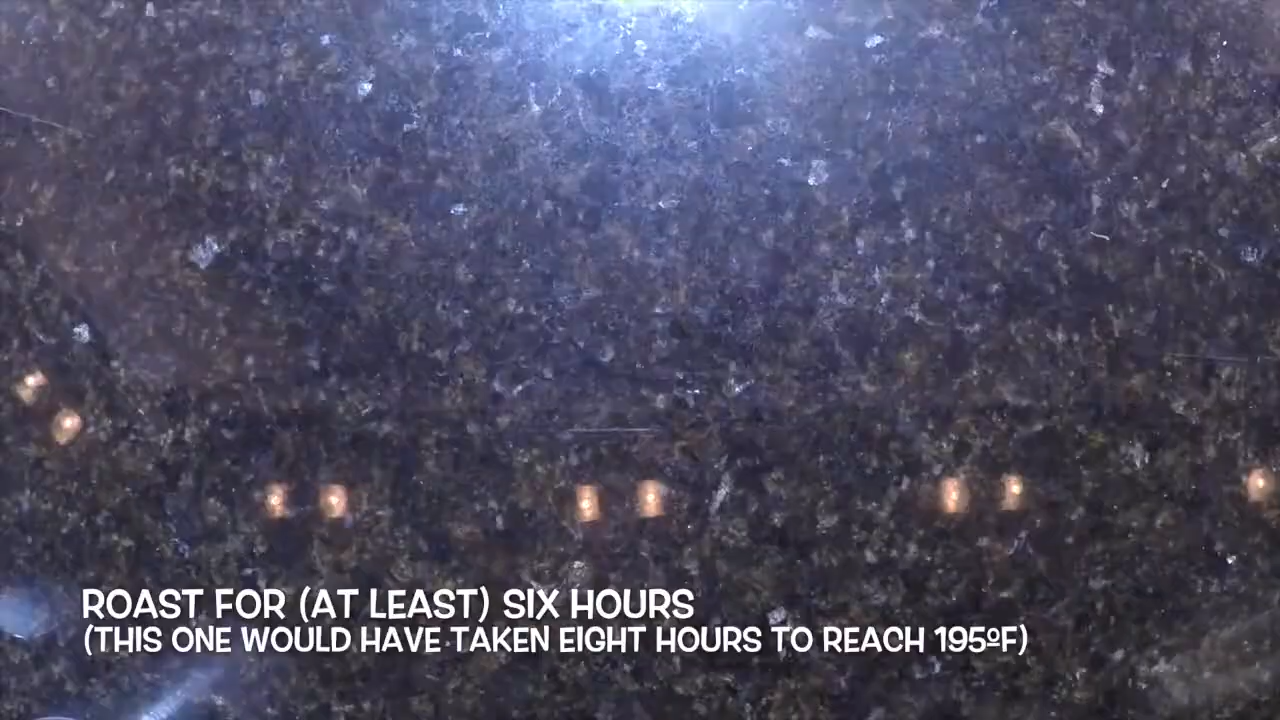 ROAST FOR (AT LEAST) SIX HOURS
(THIS ONE WOULD HAVE TAKEN EIGHT HOURS TO REACH 195ºF)